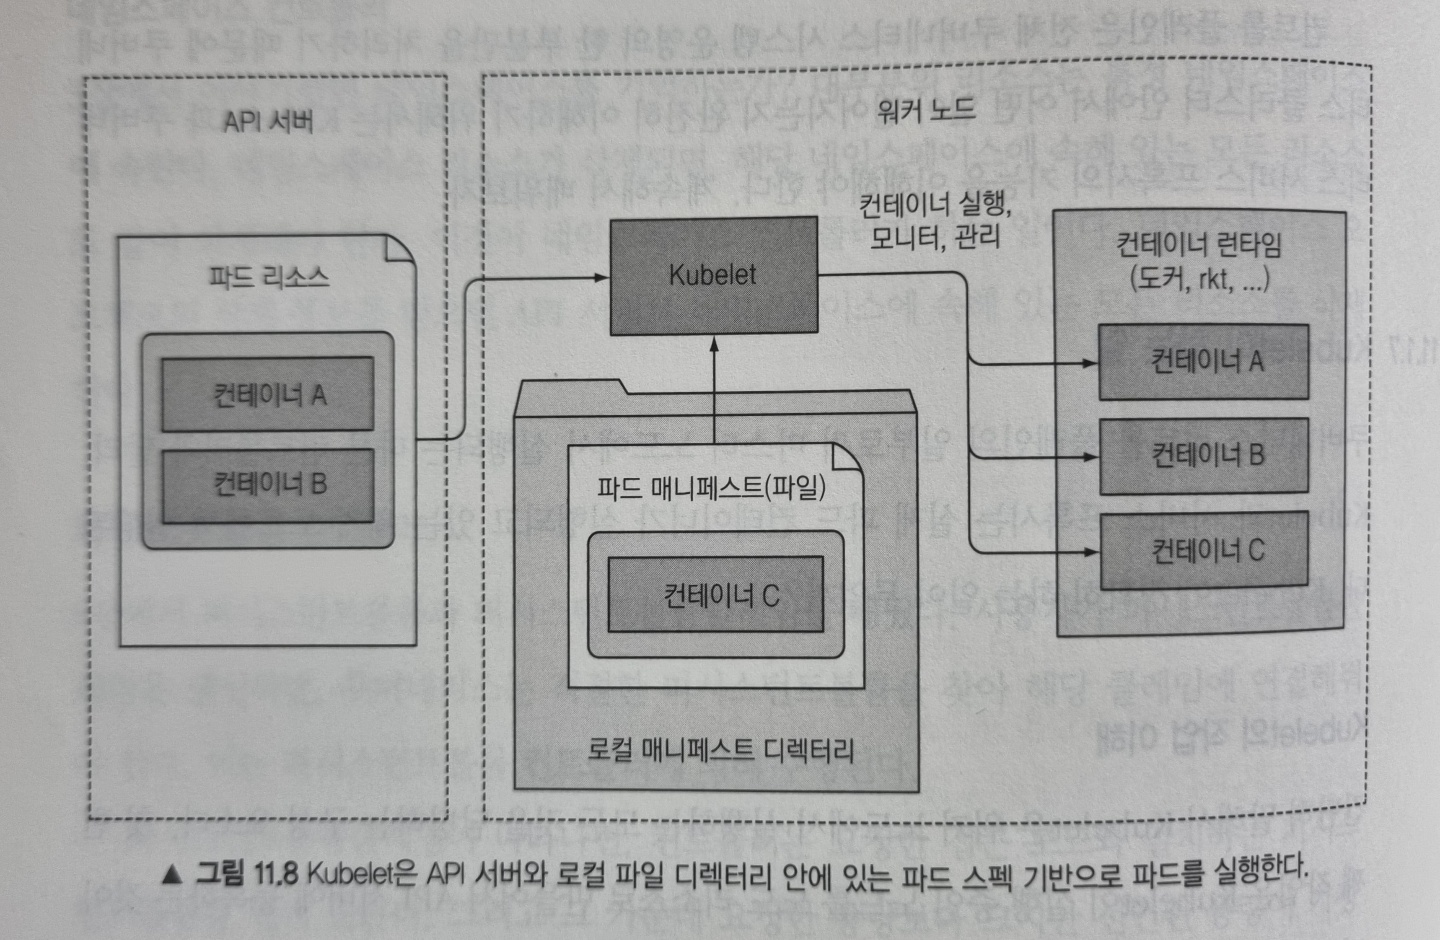 API 서버
파드 리소스
컨테이너 A
컨테이너 B
워커 노드
Kubelet
컨테이너 실행,
모니터, 관리
파드 매니페스트(파일)
컨테이너 C
로컬 매니페스트 디렉터리
컨테이너 런타임
(도커, rkt, ...)
컨테이너 A
컨테이너 B
컨테이너 C
▲ 그림 11.8 Kubelet은 API 서버와 로컬 파일 디렉터리 안에 있는 파드 스펙 기반으로 파드를 실행한다.